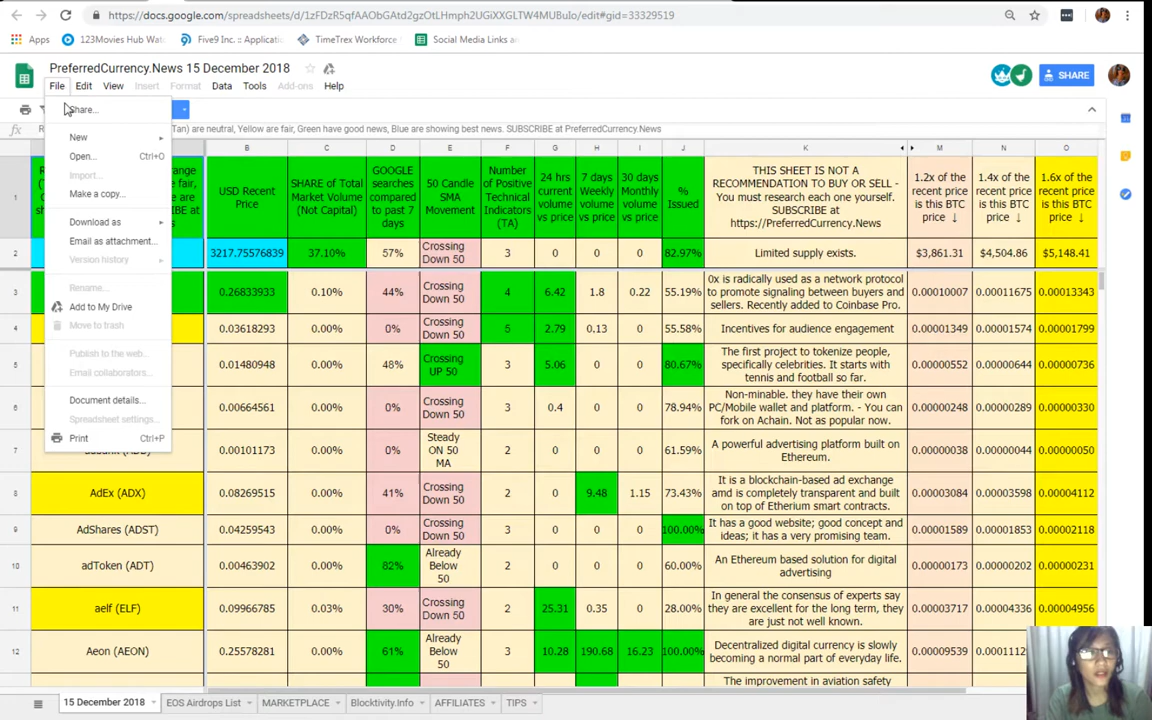 https://docs.google.com/spreadsheets/d/1zFDzR5qfAAObGAtd2gzOtLHmph2UGiXXGLTW4MUBuIo/edit#gid=33329519
Apps 123Movies Hub Wat Five9 Inc. :: Applicati TimeTrex Workforce Social Media Links an
PreferredCurrency.News 15 December 2018
SHARE
File Edit View Insert Format Data Tools Add-ons Help
Share...
New
Open... Ctrl+O
Import...
Make a copy...
Download as
Email as attachment...
Version history
Rename...
Add to My Drive
Move to trash
Publish to the web...
Email collaborators...
Document details...
Spreadsheet settings...
Print Ctrl+P
fx Tan) are neutral, Yellow are fair, Green have good news, Blue are showing best news. SUBSCRIBE at PreferredCurrency.News
B C D E F G H I J K M N O
1
USD Recent
Price
SHARE of Total
Market Volume
(Not Capital)
GOOGLE
searches
compared
to past 7
days
50 Candle
SMA
Movement
Number
of Positive
Technical
Indicators
(TA)
24 hrs
current
volume
vs price
7 days
Weekly
volume
vs price
30 days
Monthly
volume
vs price
%
Issued
THIS SHEET IS NOT A
RECOMMENDATION TO BUY OR SELL -
You must research each one yourself.
SUBSCRIBE at
https://PreferredCurrency.News
1.2x of the
recent price
is this BTC
price ↓
1.4x of the
recent price
is this BTC
price ↓
1.6x of the
recent price
is this BTC
price ↓
2 3217.75576839 37.10% 57%
Crossing
Down 50
3 0 0 0 82.97% Limited supply exists. $3,861.31 $4,504.86 $5,148.41
3 0.26833933 0.10% 44%
Crossing
Down 50
4 6.42 1.8 0.22 55.19%
0x is radically used as a network protocol
to promote signaling between buyers and
sellers. Recently added to Coinbase Pro.
0.00010007 0.00011675 0.00013343
4 0.03618293 0.00% 0%
Crossing
Down 50
5 2.79 0.13 0 55.58% Incentives for audience engagement 0.00001349 0.00001574 0.00001799
5 0.01480948 0.00% 48%
Crossing
UP 50
3 5.06 0 0 80.67%
The first project to tokenize people,
specifically celebrities. It starts with
tennis and football so far.
0.00000552 0.00000644 0.00000736
6 0.00664561 0.00% 0%
Crossing
Down 50
3 0.4 0 0 78.94%
Non-minable. they have their own
PC/Mobile wallet and platform. - You can
fork on Achain. Not as popular now.
0.00000248 0.00000289 0.00000330
7 0.00101173 0.00% 0%
Steady
ON 50
MA
2 0 0 0 61.59%
A powerful advertising platform built on
Ethereum.
0.00000038 0.00000044 0.00000050
8 AdEx (ADX) 0.08269515 0.00% 41%
Crossing
Down 50
2 0 9.48 1.15 73.43%
It is a blockchain-based ad exchange
amd is completely transparent and built
on top of Etherium smart contracts.
0.00003084 0.00003598 0.00004112
9 AdShares (ADST) 0.04259543 0.00% 0%
Crossing
Down 50
3 0 0 0 100.00%
It has a good website; good concept and
ideas; it has a very promising team.
0.00001589 0.00001853 0.00002118
10 adToken (ADT) 0.00463902 0.00% 82%
Already
Below
50
3 0 0 0 60.00%
An Ethereum based solution for digital
advertising
0.00000173 0.00000202 0.00000231
11 aelf (ELF) 0.09966785 0.03% 30%
Crossing
Down 50
2 25.31 0.35 0 28.00%
In general the consensus of experts say
they are excellent for the long term, they
are just not well known.
0.00003717 0.00004336 0.00004956
12 Aeon (AEON) 0.25578281 0.00% 61%
Already
Below
50
3 10.28 190.68 16.23 100.00%
Decentralized digital currency is slowly
becoming a normal part of everyday life.
0.00009539 0.0001112
The improvement in aviation safety
15 December 2018 EOS Airdrops List MARKETPLACE Blocktivity.Info AFFILIATES TIPS